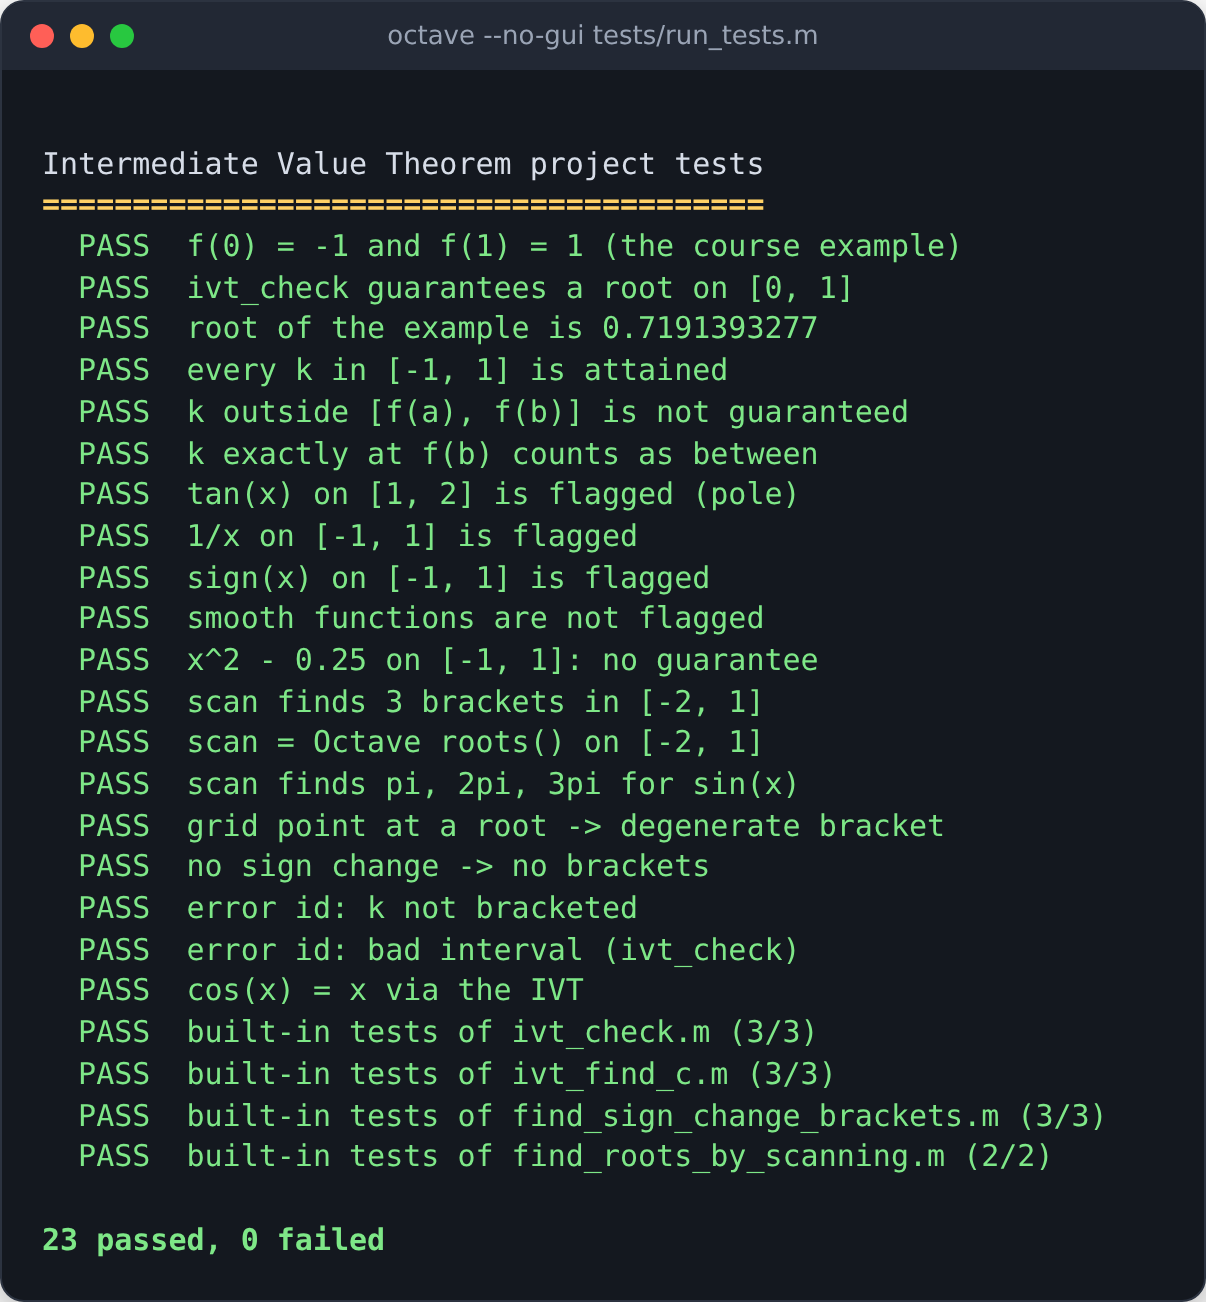 octave --no-gui tests/run_tests.m
Intermediate Value Theorem project tests
========================================
PASS  f(0) = -1 and f(1) = 1 (the course example)
PASS  ivt_check guarantees a root on [0, 1]
PASS  root of the example is 0.7191393277
PASS  every k in [-1, 1] is attained
PASS  k outside [f(a), f(b)] is not guaranteed
PASS  k exactly at f(b) counts as between
PASS  tan(x) on [1, 2] is flagged (pole)
PASS  1/x on [-1, 1] is flagged
PASS  sign(x) on [-1, 1] is flagged
PASS  smooth functions are not flagged
PASS  x^2 - 0.25 on [-1, 1]: no guarantee
PASS  scan finds 3 brackets in [-2, 1]
PASS  scan = Octave roots() on [-2, 1]
PASS  scan finds pi, 2pi, 3pi for sin(x)
PASS  grid point at a root -> degenerate bracket
PASS  no sign change -> no brackets
PASS  error id: k not bracketed
PASS  error id: bad interval (ivt_check)
PASS  cos(x) = x via the IVT
PASS  built-in tests of ivt_check.m (3/3)
PASS  built-in tests of ivt_find_c.m (3/3)
PASS  built-in tests of find_sign_change_brackets.m (3/3)
PASS  built-in tests of find_roots_by_scanning.m (2/2)
23 passed, 0 failed